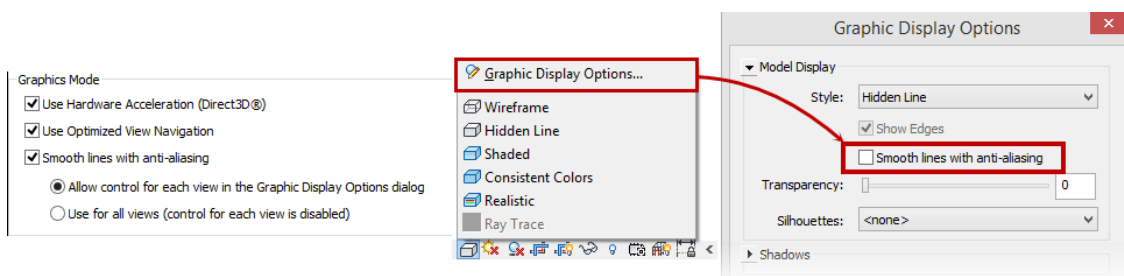 Graphics Mode
Use Hardware Acceleration (Direct3D®)
Use Optimized View Navigation
Smooth lines with anti-aliasing
Allow control for each view in the Graphic Display Options dialog
Use for all views (control for each view is disabled)
Graphic Display Options...
Wireframe
Hidden Line
Shaded
Consistent Colors
Realistic
Ray Trace
Graphic Display Options
Model Display
Style: Hidden Line
Show Edges
Smooth lines with anti-aliasing
Transparency: 0
Silhouettes: <none>
Shadows